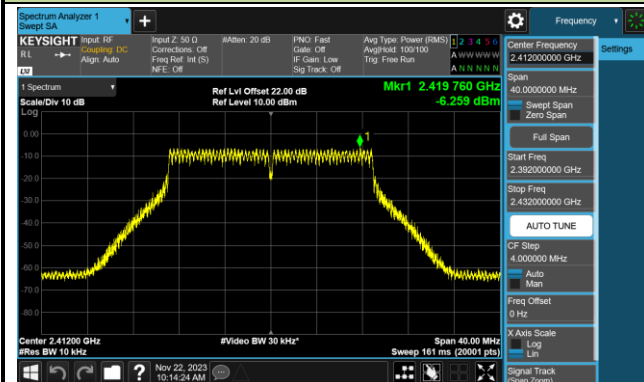 Spectrum Analyzer 1
Swept SA
+
Frequency
KEYSIGHT
RL
LXI
Input: RF
Coupling: DC
Align: Auto
Input Z: 50 Ω
Corrections: Off
Freq Ref: Int (S)
NFE: Off
#Atten: 20 dB
PNO: Fast
Gate: Off
IF Gain: Low
Sig Track: Off
Avg Type: Power (RMS)
Avg|Hold: 100/100
Trig: Free Run
1 2 3 4 5 6
A W W W W W
A N N N N N
1 Spectrum
Scale/Div 10 dB
Log
Ref Lvl Offset 22.00 dB
Ref Level 10.00 dBm
Mkr1 2.419 760 GHz
-6.259 dBm
1
0.00
-10.0
-20.0
-30.0
-40.0
-50.0
-60.0
-70.0
-80.0
Center 2.41200 GHz
#Res BW 10 kHz
#Video BW 30 kHz*
Span 40.00 MHz
Sweep 161 ms (20001 pts)
?
Nov 22, 2023
10:14:24 AM
Center Frequency
2.412000000 GHz
Settings
Span
40.0000000 MHz
Swept Span
Zero Span
Full Span
Start Freq
2.392000000 GHz
Stop Freq
2.432000000 GHz
AUTO TUNE
CF Step
4.000000 MHz
Auto
Man
Freq Offset
0 Hz
X Axis Scale
Log
Lin
Signal Track
(Span Zoom)